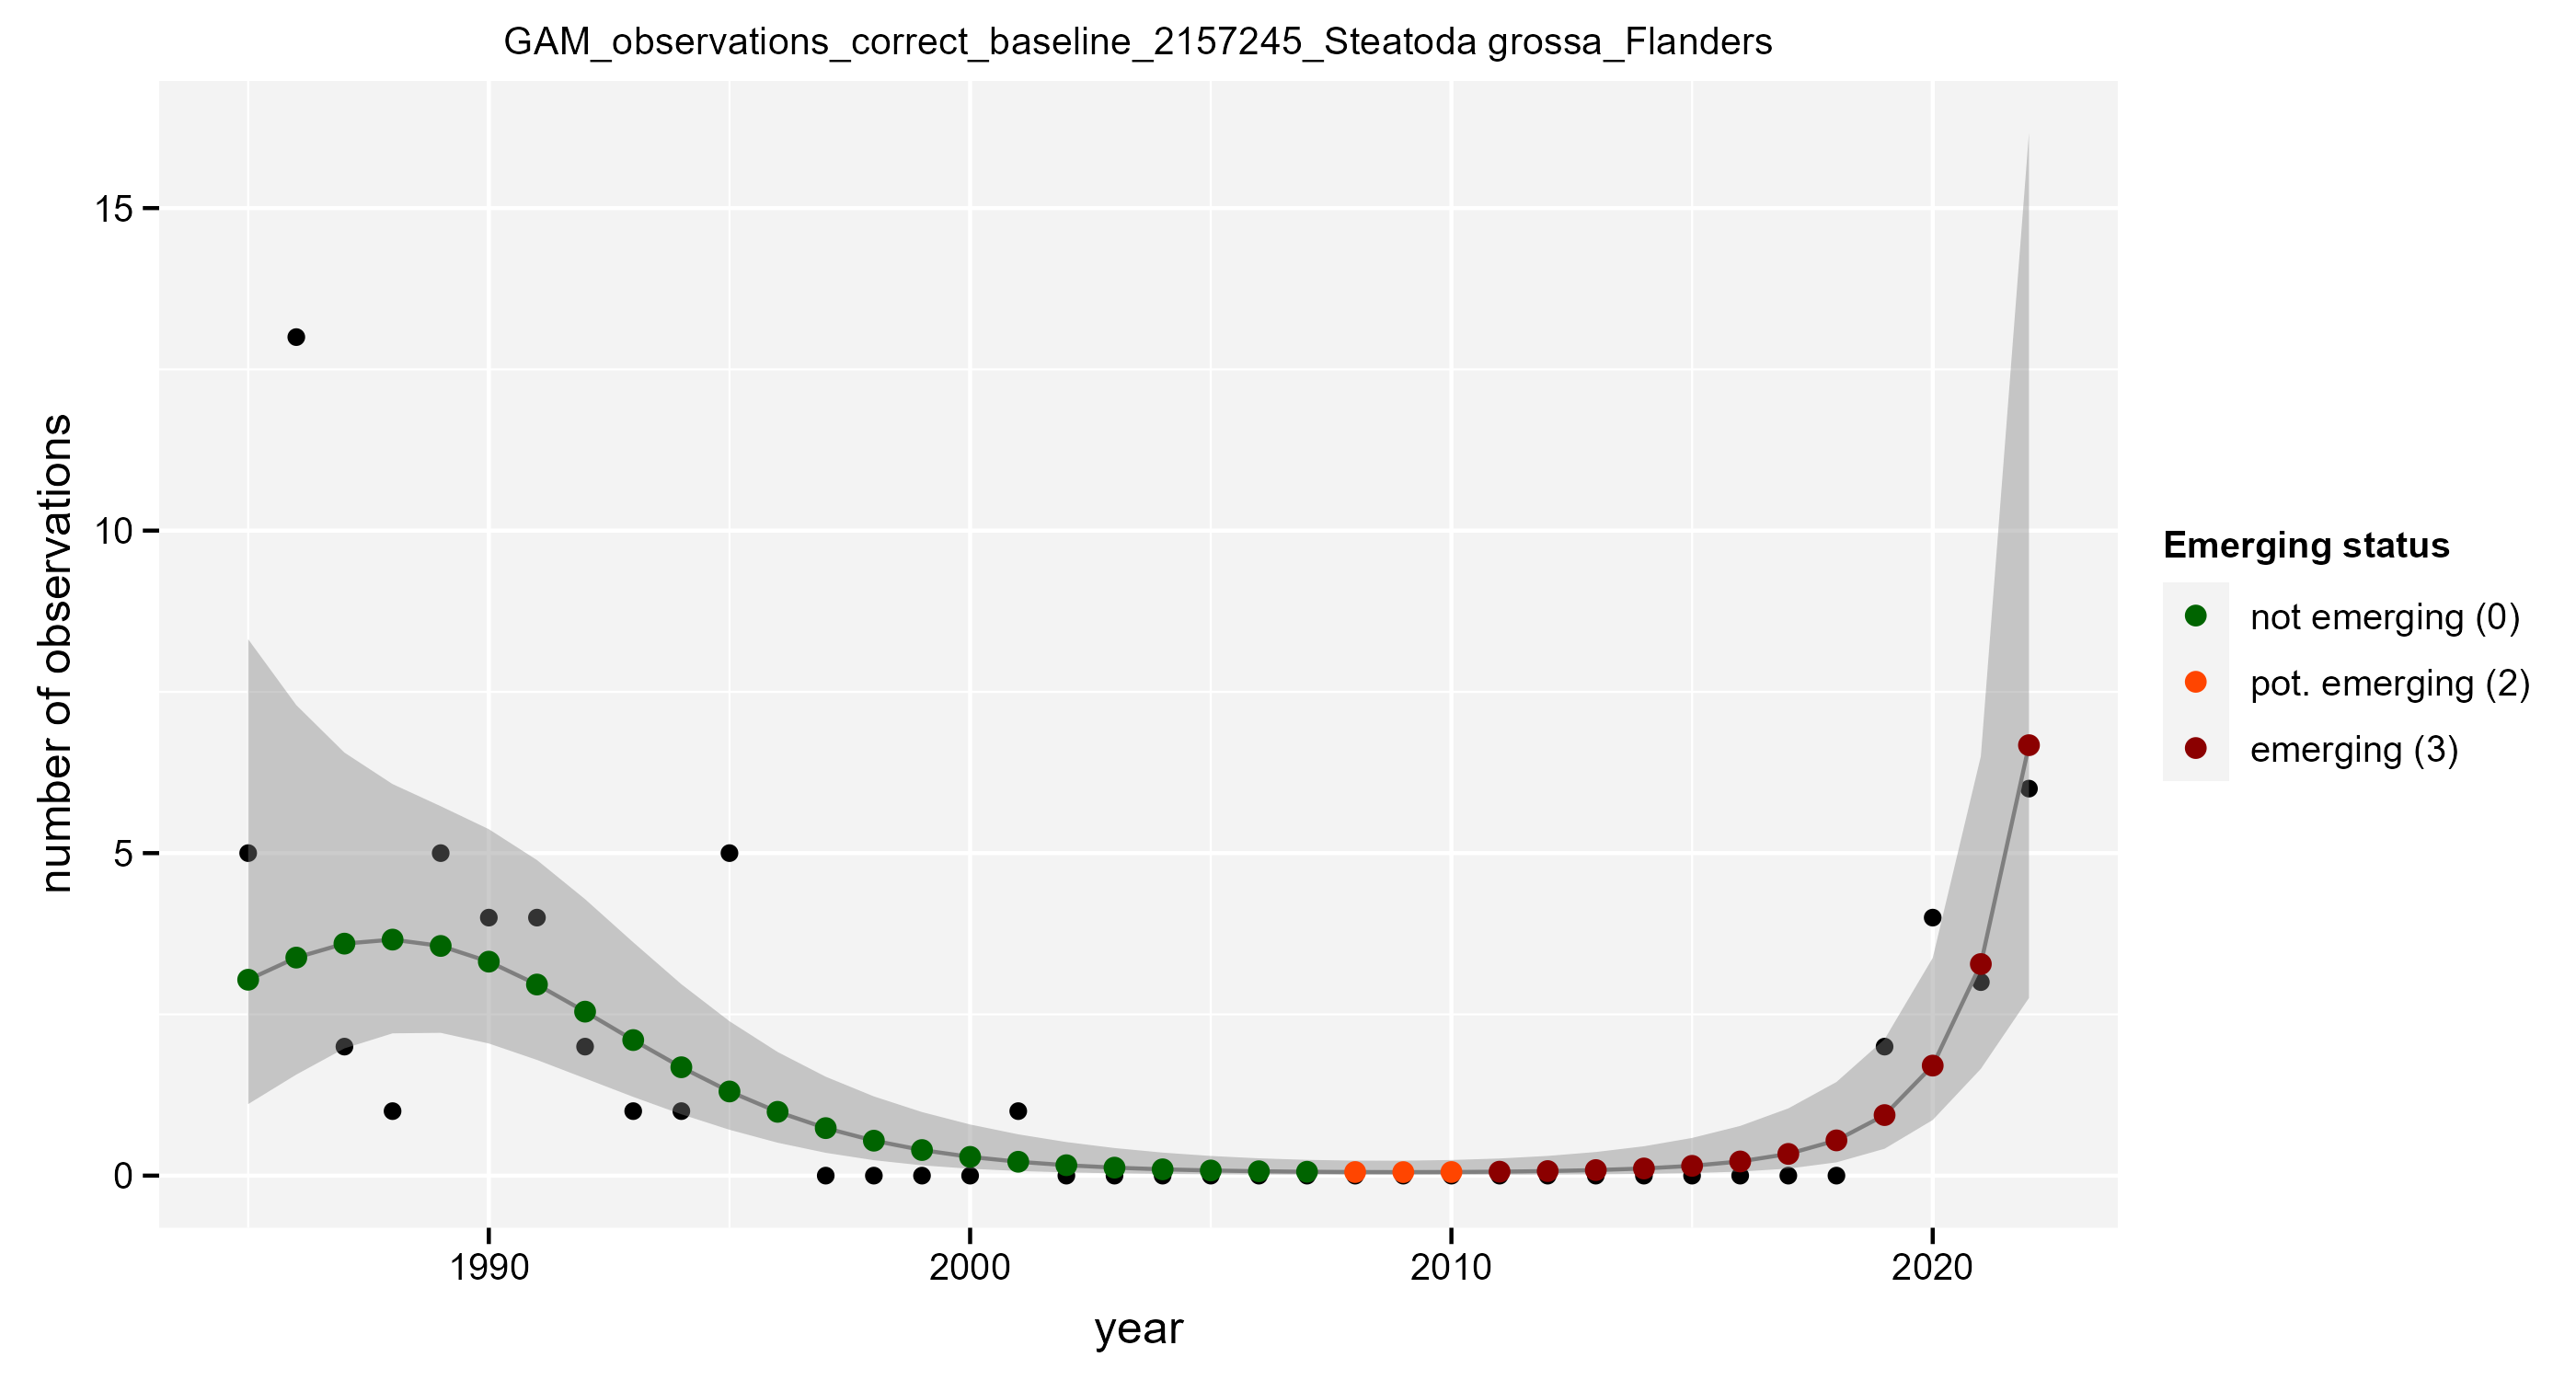 GAM_observations_correct_baseline_2157245_Steatoda grossa_Flanders
number of observations
15
10
5
0
1990
2000
2010
2020
year
Emerging status
not emerging (0)
pot. emerging (2)
emerging (3)